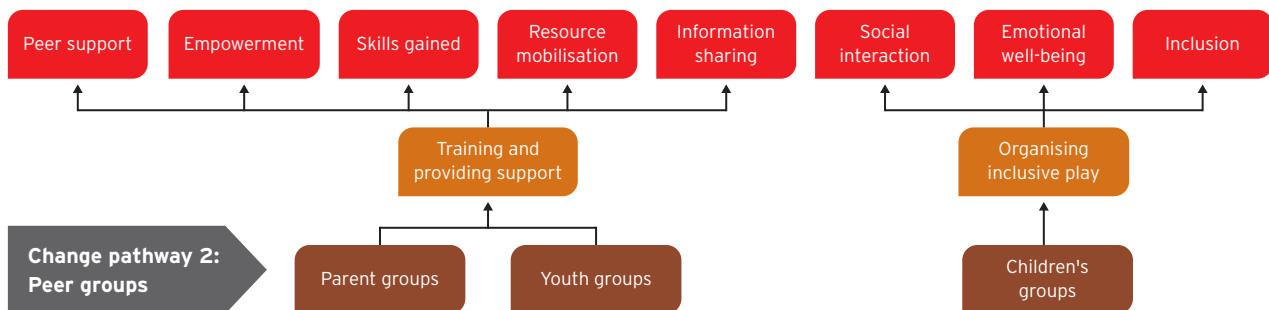 Peer support
Empowerment
Skills gained
Resource
mobilisation
Information
sharing
Social
interaction
Emotional
well-being
Inclusion
Training and
providing support
Organising
inclusive play
Change pathway 2:
Peer groups
Parent groups
Youth groups
Children's
groups